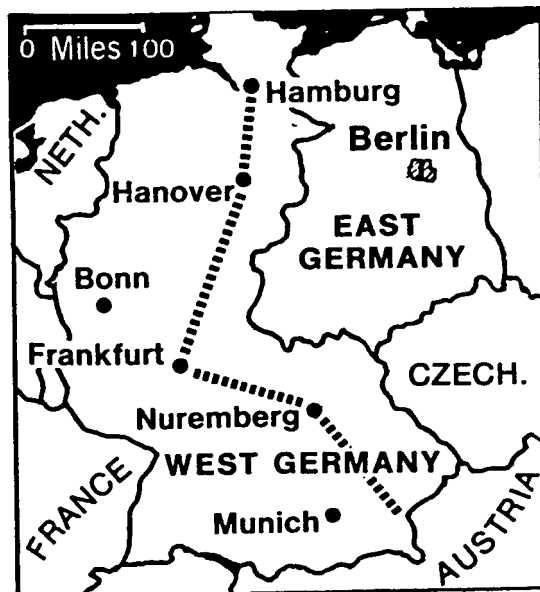 0 Miles 100
Hamburg
NETH.
Berlin
Hanover
EAST
GERMANY
Bonn
Frankfurt
CZECH.
Nuremberg
WEST GERMANY
FRANCE
Munich
AUSTRIA